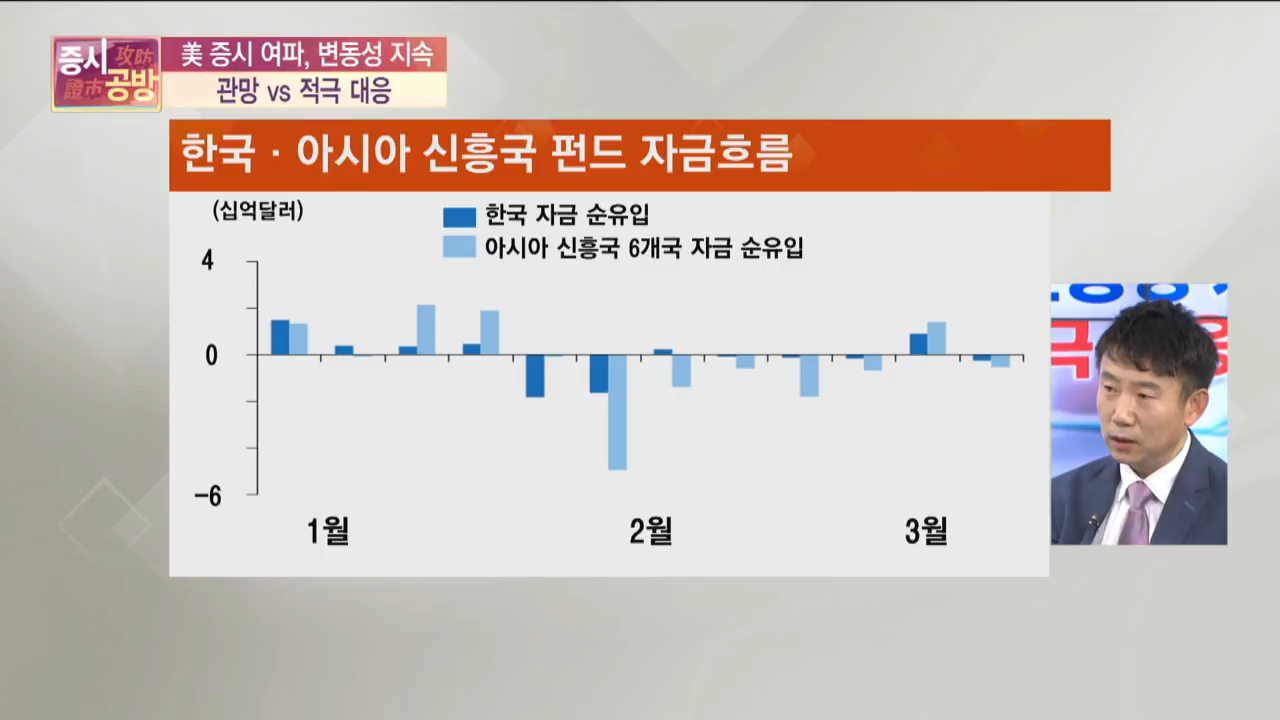 증시 攻防
證市 공방
美 증시 여파, 변동성 지속
관망 vs 적극 대응
한국 · 아시아 신흥국 펀드 자금흐름
(십억달러)
한국 자금 순유입
아시아 신흥국 6개국 자금 순유입
4
0
-6
1월 2월 3월